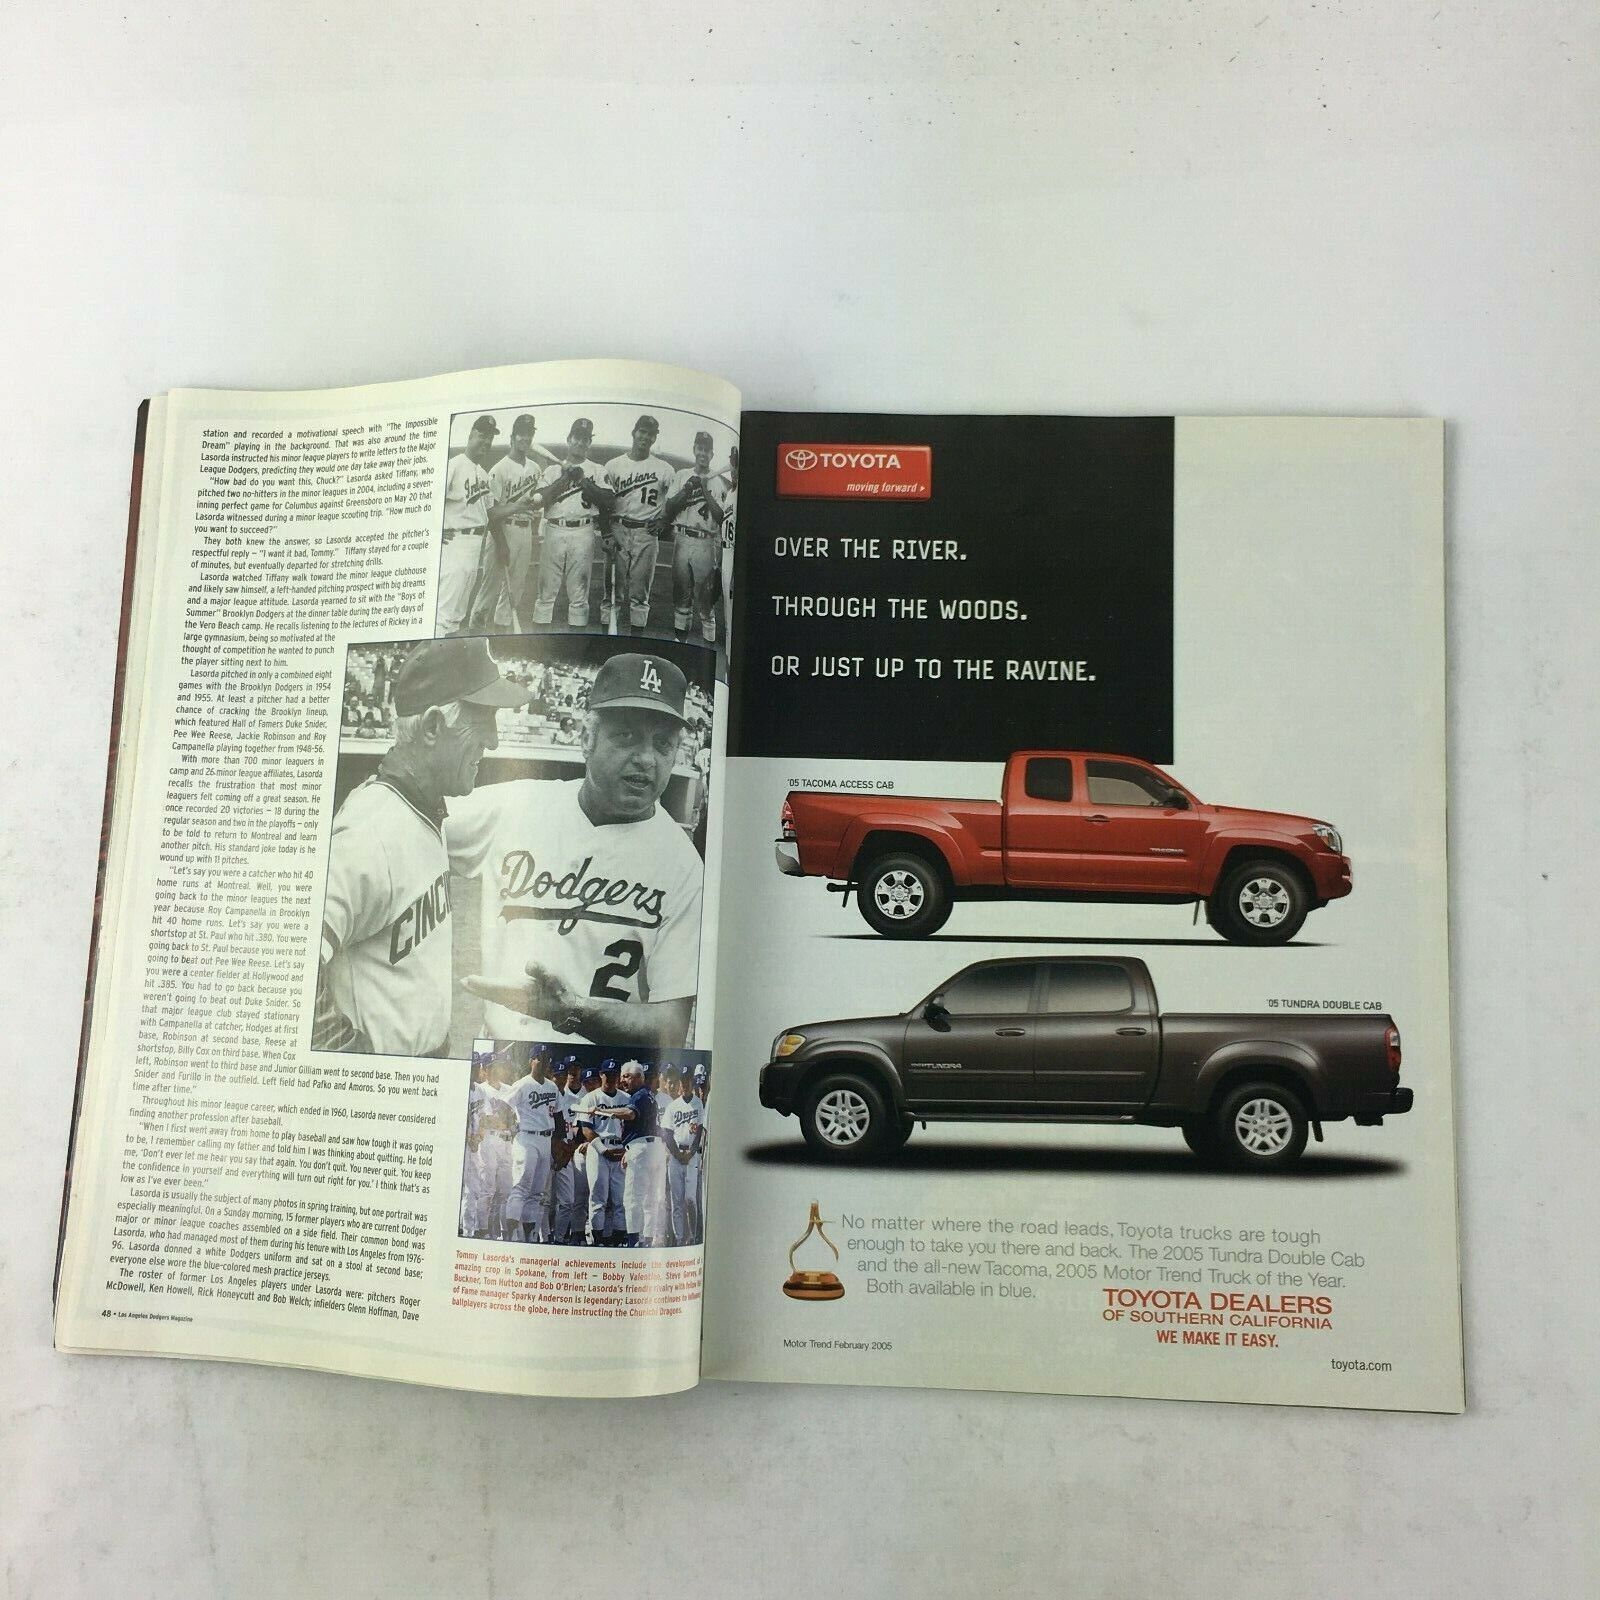 station and recorded a motivational speech with "The Impossible
Dream" playing in the background. That was also around the time
Lasorda instructed his minor league players to write letters to the Major
League Dodgers, predicting they would one day take away their jobs.
"How bad do you want this, Chuck?" Lasorda asked Tiffany, who
pitched two no-hitters in the minor leagues in 2004, including a seven-
inning perfect game for Columbus against Greensboro on May 20 that
Lasorda witnessed during a minor league scouting trip. "How much do
you want to succeed?"
They both knew the answer, so Lasorda accepted the pitcher's
respectful reply – "I want it bad, Tommy." Tiffany stayed for a couple
of minutes, but eventually departed for stretching drills.
Lasorda watched Tiffany walk toward the minor league clubhouse
and likely saw himself, a left-handed pitching prospect with big dreams
and a major league attitude. Lasorda yearned to sit with the "Boys of
Summer" Brooklyn Dodgers at the dinner table during the early days of
the Vero Beach camp. He recalls listening to the lectures of Rickey in a
large gymnasium, being so motivated at the
thought of competition he wanted to punch
the player sitting next to him.
Lasorda pitched in only a combined eight
games with the Brooklyn Dodgers in 1954
and 1955. At least a pitcher had a better
chance of cracking the Brooklyn lineup,
which featured Hall of Famers Duke Snider,
Pee Wee Reese, Jackie Robinson and Roy
Campanella playing together from 1948-56.
With more than 700 minor leaguers in
camp and 26 minor league affiliates, Lasorda
recalls the frustration that most minor
leaguers felt coming off a great season. He
once recorded 20 victories – 18 during the
regular season and two in the playoffs – only
to be told to return to Montreal and learn
another pitch. His standard joke today is he
wound up with 11 pitches.
"Let's say you were a catcher who hit 40
home runs at Montreal. Well, you were
going back to the minor leagues the next
year because Roy Campanella in Brooklyn
hit 40 home runs. Let's say you were a
shortstop at St. Paul who hit .380. You were
going back to St. Paul because you were not
going to beat out Pee Wee Reese. Let's say
you were a center fielder at Hollywood and
hit .385. You had to go back because you
weren't going to beat out Duke Snider. So
that major league club stayed stationary
with Campanella at catcher, Hodges at first
base, Robinson at second base, Reese at
shortstop, Billy Cox on third base. When Cox
left, Robinson went to third base and Junior Gilliam went to second base. Then you had
Snider and Furillo in the outfield. Left field had Pafko and Amoros. So you went back
time after time."
Throughout his minor league career, which ended in 1960, Lasorda never considered
finding another profession after baseball.
"When I first went away from home to play baseball and saw how tough it was going
to be, I remember calling my father and told him I was thinking about quitting. He told
me, 'Don't ever let me hear you say that again. You don't quit. You never quit. You keep
the confidence in yourself and everything will turn out right for you.' I think that's as
low as I've ever been."
Lasorda is usually the subject of many photos in spring training, but one portrait was
especially meaningful. On a Sunday morning, 15 former players who are current Dodger
major or minor league coaches assembled on a side field. Their common bond was
Lasorda, who had managed most of them during his tenure with Los Angeles from 1976-
96. Lasorda donned a white Dodgers uniform and sat on a stool at second base;
everyone else wore the blue-colored mesh practice jerseys.
The roster of former Los Angeles players under Lasorda were: pitchers Roger
McDowell, Ken Howell, Rick Honeycutt and Bob Welch; infielders Glenn Hoffman, Dave
48 • Los Angeles Dodgers Magazine
Indians
Indians
12
4
16
LA
CINCI
Dodgers
2
Dragons
Tommy Lasorda's managerial achievements include the development of
amazing crop in Spokane, from left – Bobby Valentine, Steve Garvey,
Buckner, Tom Hutton and Bob O'Brien; Lasorda's friendly rivalry with fellow
of Fame manager Sparky Anderson is legendary; Lasorda continues to
ballplayers across the globe, here instructing the Chunichi Dragons.
TOYOTA
moving forward
OVER THE RIVER.
THROUGH THE WOODS.
OR JUST UP TO THE RAVINE.
'05 TACOMA ACCESS CAB
TACOMA
'05 TUNDRA DOUBLE CAB
TUNDRA
No matter where the road leads, Toyota trucks are tough
enough to take you there and back. The 2005 Tundra Double Cab
and the all-new Tacoma, 2005 Motor Trend Truck of the Year.
Both available in blue.
TOYOTA DEALERS
OF SOUTHERN CALIFORNIA
WE MAKE IT EASY.
Motor Trend February 2005
toyota.com